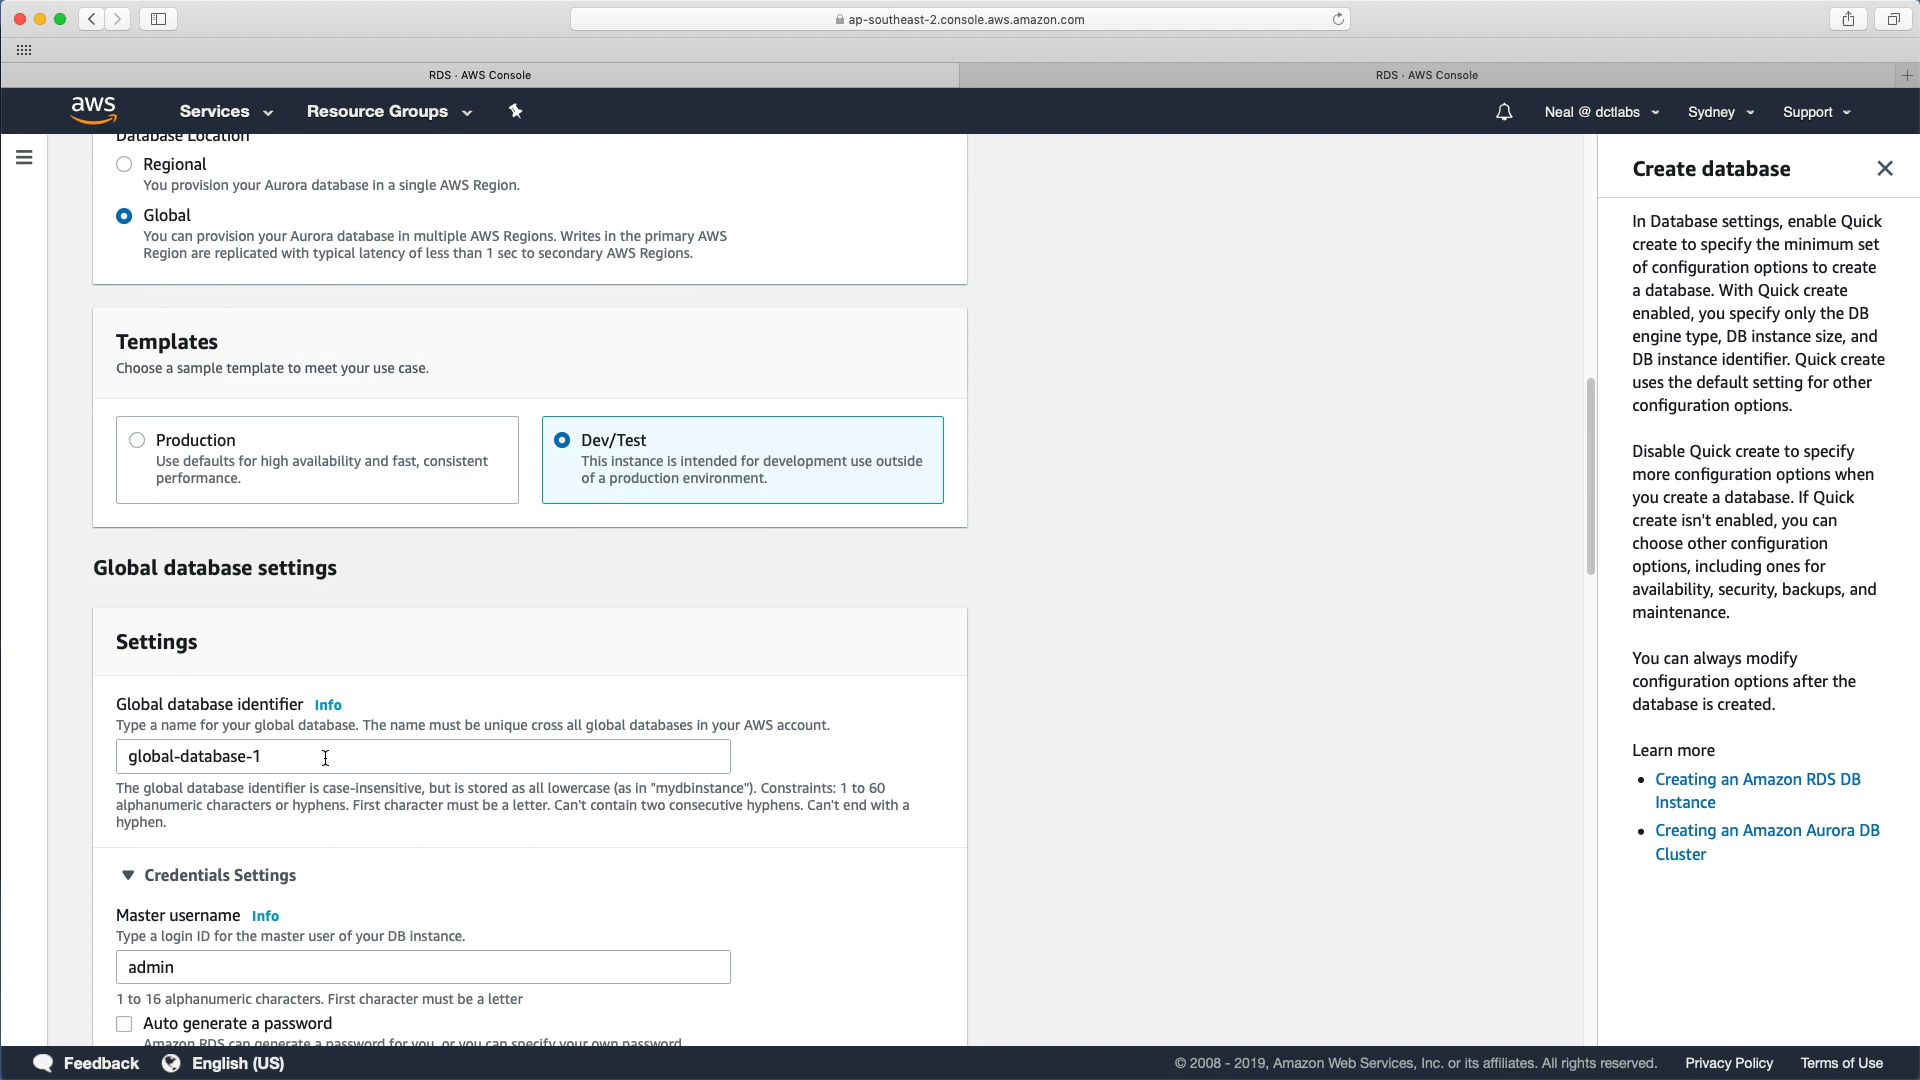 ap-southeast-2.console.aws.amazon.com
RDS · AWS Console
RDS · AWS Console
aws
Services
Resource Groups
Neal @ dctlabs
Sydney
Support
Database Location
Regional
You provision your Aurora database in a single AWS Region.
Global
You can provision your Aurora database in multiple AWS Regions. Writes in the primary AWS
Region are replicated with typical latency of less than 1 sec to secondary AWS Regions.
Templates
Choose a sample template to meet your use case.
Production
Use defaults for high availability and fast, consistent
performance.
Dev/Test
This instance is intended for development use outside
of a production environment.
Global database settings
Settings
Global database identifier Info
Type a name for your global database. The name must be unique cross all global databases in your AWS account.
global-database-1
The global database identifier is case-insensitive, but is stored as all lowercase (as in "mydbinstance"). Constraints: 1 to 60
alphanumeric characters or hyphens. First character must be a letter. Can't contain two consecutive hyphens. Can't end with a
hyphen.
Credentials Settings
Master username Info
Type a login ID for the master user of your DB instance.
admin
1 to 16 alphanumeric characters. First character must be a letter
Auto generate a password
Amazon RDS can generate a password for you, or you can specify your own password
Create database
In Database settings, enable Quick
create to specify the minimum set
of configuration options to create
a database. With Quick create
enabled, you specify only the DB
engine type, DB instance size, and
DB instance identifier. Quick create
uses the default setting for other
configuration options.
Disable Quick create to specify
more configuration options when
you create a database. If Quick
create isn't enabled, you can
choose other configuration
options, including ones for
availability, security, backups, and
maintenance.
You can always modify
configuration options after the
database is created.
Learn more
Creating an Amazon RDS DB
Instance
Creating an Amazon Aurora DB
Cluster
Feedback
English (US)
© 2008 - 2019, Amazon Web Services, Inc. or its affiliates. All rights reserved.
Privacy Policy
Terms of Use